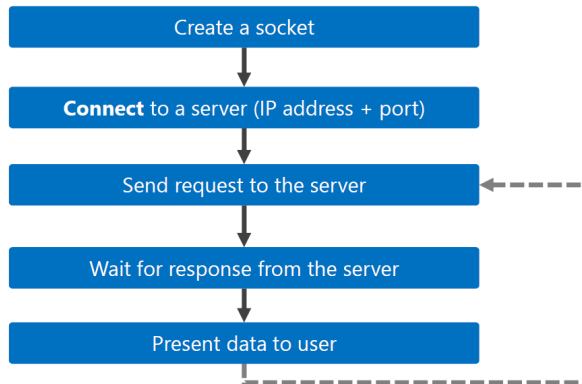 Create a socket
Connect to a server (IP address + port)
Send request to the server
Wait for response from the server
Present data to user